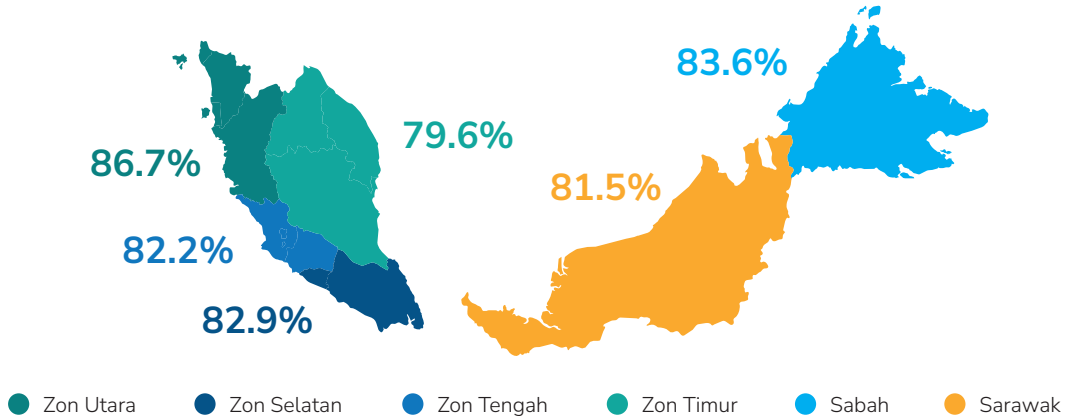 83.6%
79.6%
86.7%
81.5%
82.2%
82.9%
Zon Utara
Zon Selatan
Zon Tengah
Zon Timur
Sabah
Sarawak